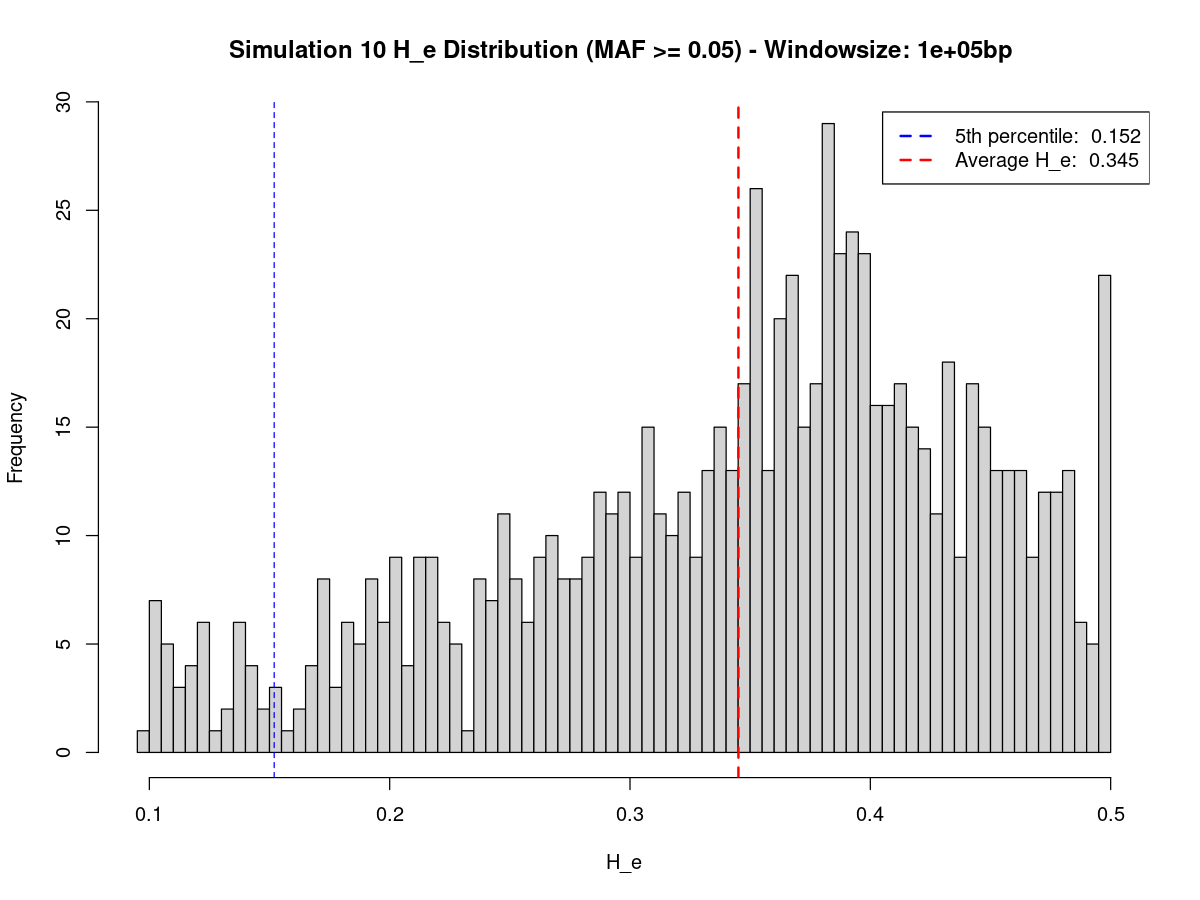 Simulation 10 H_e Distribution (MAF >= 0.05) - Windowsize: 1e+05bp
5th percentile: 0.152
Average H_e: 0.345
Frequency
30
25
20
15
10
5
0
0.1 0.2 0.3 0.4 0.5
H_e